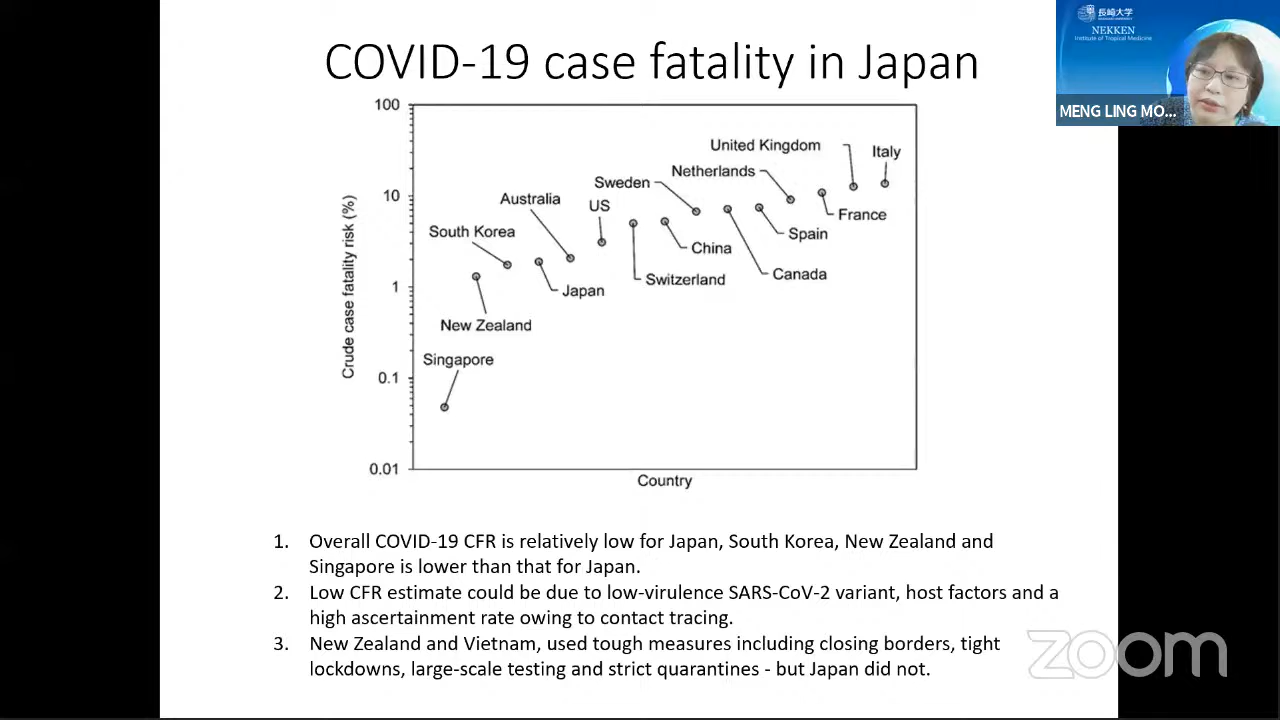 COVID-19 case fatality in Japan
長崎大学
NEKKEN
Institute of Tropical Medicine
MENG LING MO...
100
10
1
0.1
0.01
Crude case fatality risk (%)
Singapore
New Zealand
South Korea
Japan
Australia
US
Switzerland
China
Sweden
Canada
Spain
Netherlands
France
United Kingdom
Italy
Country
1. Overall COVID-19 CFR is relatively low for Japan, South Korea, New Zealand and
Singapore is lower than that for Japan.
2. Low CFR estimate could be due to low-virulence SARS-CoV-2 variant, host factors and a
high ascertainment rate owing to contact tracing.
3. New Zealand and Vietnam, used tough measures including closing borders, tight
lockdowns, large-scale testing and strict quarantines - but Japan did not.
zoom